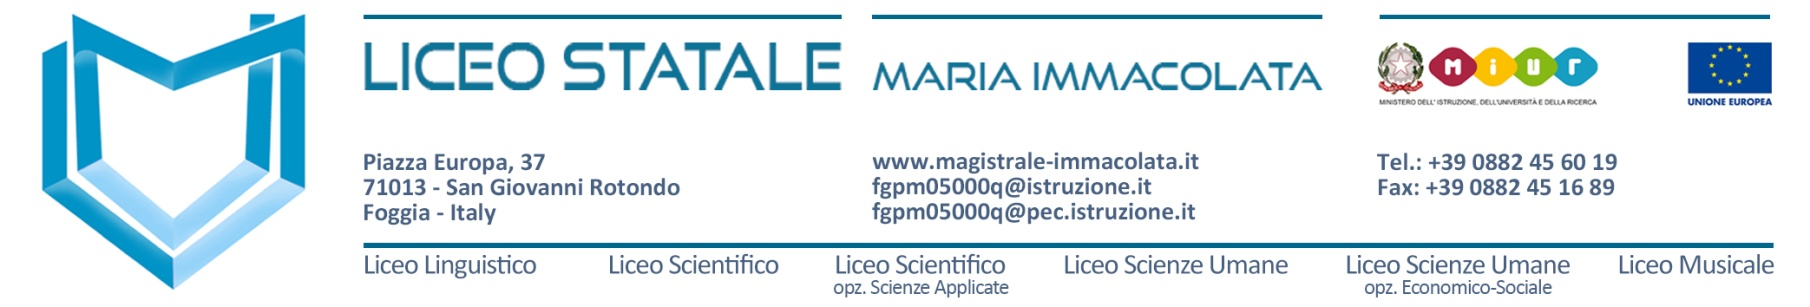 LICEO STATALE
MARIA IMMACOLATA
MIUR
MINISTERO DELL' ISTRUZIONE, DELL'UNIVERSITÀ E DELLA RICERCA
UNIONE EUROPEA
Piazza Europa, 37
71013 - San Giovanni Rotondo
Foggia - Italy
www.magistrale-immacolata.it
fgpm05000q@istruzione.it
fgpm05000q@pec.istruzione.it
Tel.: +39 0882 45 60 19
Fax: +39 0882 45 16 89
Liceo Linguistico
Liceo Scientifico
Liceo Scientifico
opz. Scienze Applicate
Liceo Scienze Umane
Liceo Scienze Umane
opz. Economico-Sociale
Liceo Musicale